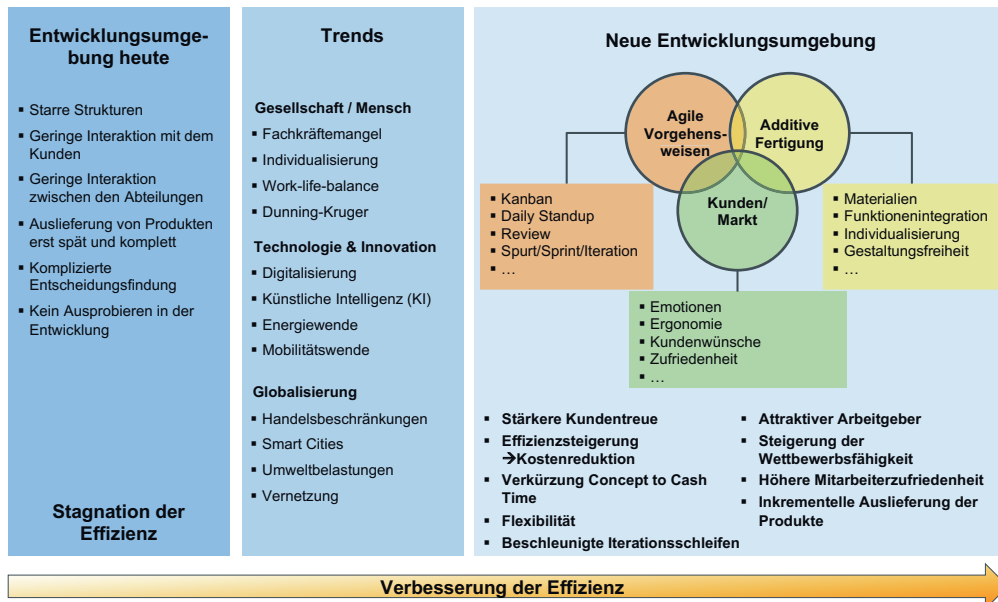 Entwicklungsumge-
bung heute
▪ Starre Strukturen
▪ Geringe Interaktion mit dem
Kunden
▪ Geringe Interaktion
zwischen den Abteilungen
▪ Auslieferung von Produkten
erst spät und komplett
▪ Komplizierte
Entscheidungsfindung
▪ Kein Ausprobieren in der
Entwicklung
Stagnation der
Effizienz
Trends
Gesellschaft / Mensch
▪ Fachkräftemangel
▪ Individualisierung
▪ Work-life-balance
▪ Dunning-Kruger
Technologie & Innovation
▪ Digitalisierung
▪ Künstliche Intelligenz (KI)
▪ Energiewende
▪ Mobilitätswende
Globalisierung
▪ Handelsbeschränkungen
▪ Smart Cities
▪ Umweltbelastungen
▪ Vernetzung
Neue Entwicklungsumgebung
Agile
Vorgehens-
weisen
Additive
Fertigung
Kunden/
Markt
▪ Kanban
▪ Daily Standup
▪ Review
▪ Spurt/Sprint/Iteration
▪ …
▪ Materialien
▪ Funktionenintegration
▪ Individualisierung
▪ Gestaltungsfreiheit
▪ …
▪ Emotionen
▪ Ergonomie
▪ Kundenwünsche
▪ Zufriedenheit
▪ …
▪ Stärkere Kundentreue
▪ Effizienzsteigerung
→Kostenreduktion
▪ Verkürzung Concept to Cash
Time
▪ Flexibilität
▪ Beschleunigte Iterationsschleifen
▪ Attraktiver Arbeitgeber
▪ Steigerung der
Wettbewerbsfähigkeit
▪ Höhere Mitarbeiterzufriedenheit
▪ Inkrementelle Auslieferung der
Produkte
Verbesserung der Effizienz